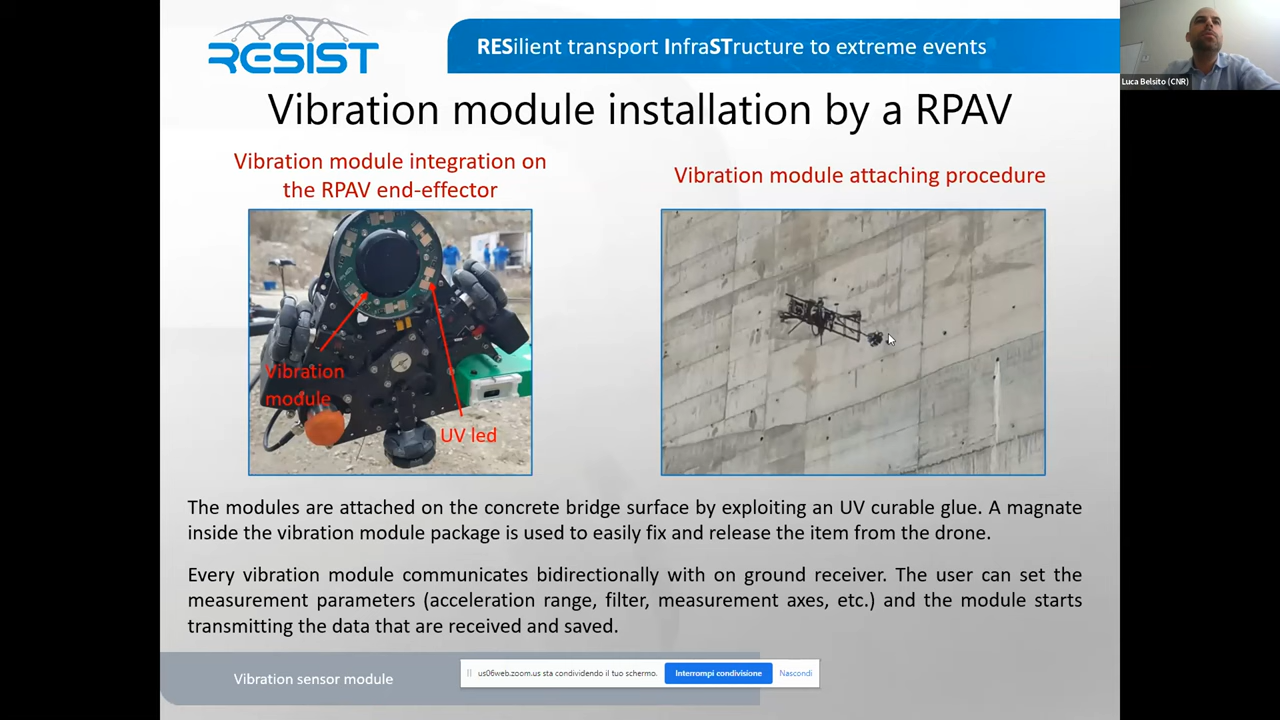 RESIST
RESilient transport InfraSTructure to extreme events
Luca Belsito (CNR)
Vibration module installation by a RPAV
Vibration module integration on
the RPAV end-effector
Vibration module attaching procedure
Vibration
module
UV led
The modules are attached on the concrete bridge surface by exploiting an UV curable glue. A magnate
inside the vibration module package is used to easily fix and release the item from the drone.
Every vibration module communicates bidirectionally with on ground receiver. The user can set the
measurement parameters (acceleration range, filter, measurement axes, etc.) and the module starts
transmitting the data that are received and saved.
Vibration sensor module
us06web.zoom.us sta condividendo il tuo schermo.
Interrompi condivisione
Nascondi